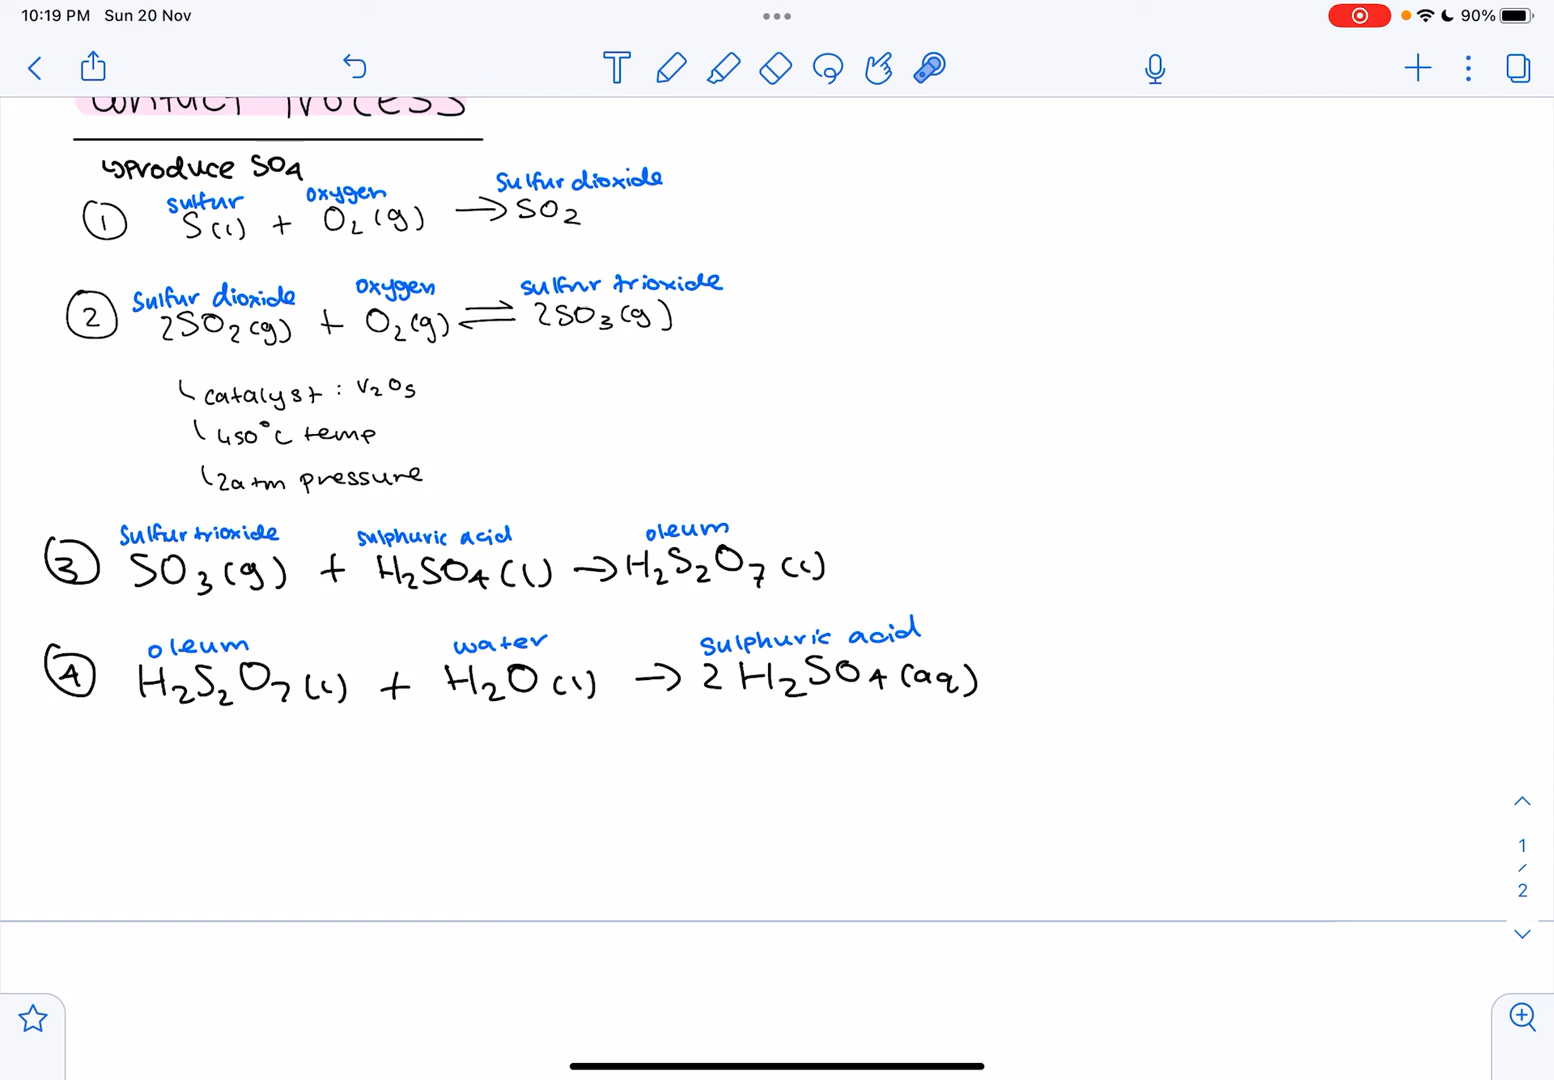 10:19 PM Sun 20 Nov
90%
Contact Process
↳produce SO4
sulfur oxygen sulfur dioxide
① S(l) + O2(g) → SO2
sulfur dioxide oxygen sulfur trioxide
② 2SO2(g) + O2(g) ⇌ 2SO3(g)
catalyst: V2O5
450°C temp
2atm pressure
sulfur trioxide sulphuric acid oleum
③ SO3(g) + H2SO4(l) → H2S2O7(l)
oleum water sulphuric acid
④ H2S2O7(l) + H2O(l) → 2H2SO4(aq)
1
/
2